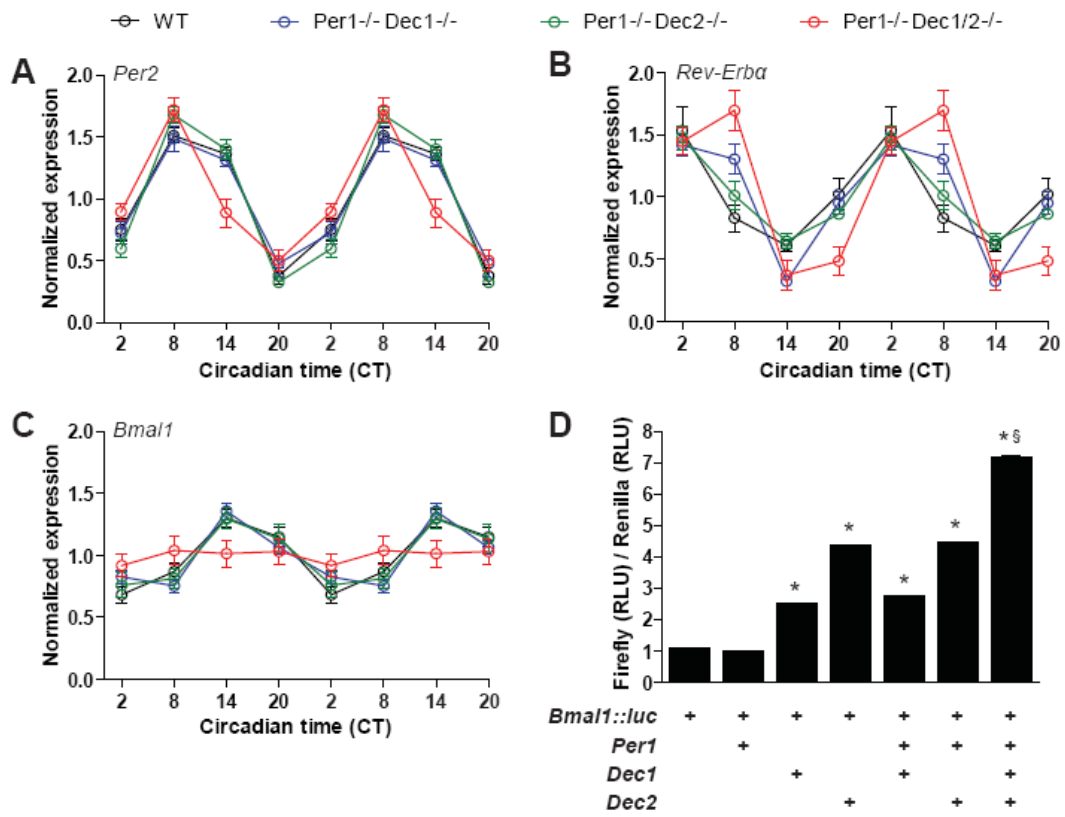 WT Per1-/-Dec1-/- Per1-/-Dec2-/- Per1-/-Dec1/2-/-
A
Per2
Normalized expression
2.0
1.5
1.0
0.5
0.0
2 8 14 20 2 8 14 20
Circadian time (CT)
B
Rev-Erbα
Normalized expression
2.0
1.5
1.0
0.5
0.0
2 8 14 20 2 8 14 20
Circadian time (CT)
C
Bmal1
Normalized expression
2.0
1.5
1.0
0.5
0.0
2 8 14 20 2 8 14 20
Circadian time (CT)
D
Firefly (RLU) / Renilla (RLU)
8
7
6
5
4
3
2
1
0
* * * * * §
Bmal1::luc + + + + + + +
Per1 + + + +
Dec1 + + +
Dec2 + + +